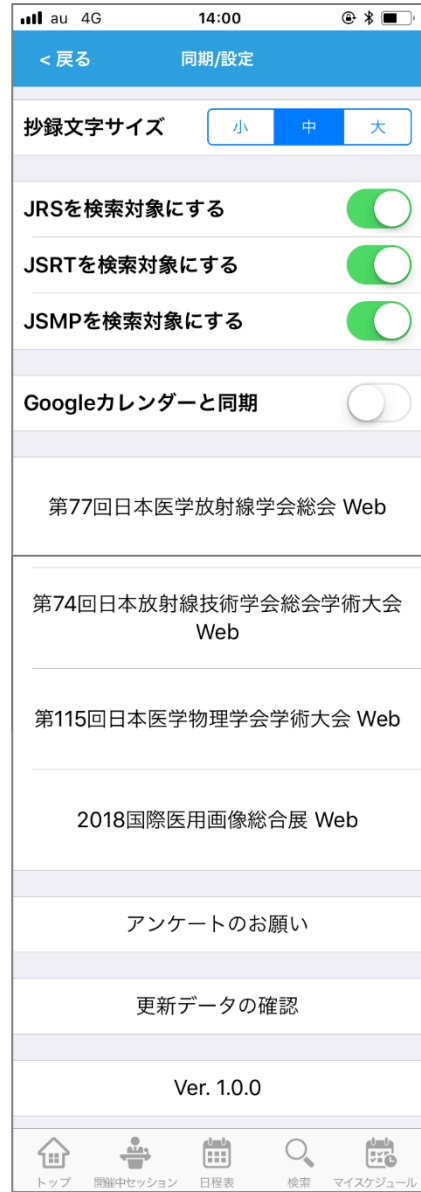 au 4G 14:00
< 戻る 同期/設定
抄録文字サイズ 小 中 大
JRSを検索対象にする
JSRTを検索対象にする
JSMPを検索対象にする
Googleカレンダーと同期
第77回日本医学放射線学会総会 Web
第74回日本放射線技術学会総会学術大会
Web
第115回日本医学物理学会学術大会 Web
2018国際医用画像総合展 Web
アンケートのお願い
更新データの確認
Ver. 1.0.0
トップ 開催中セッション 日程表 検索 マイスケジュール